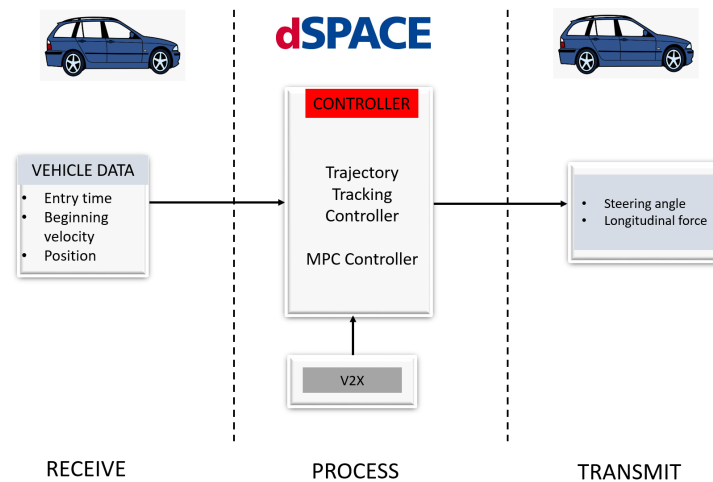 dSPACE
CONTROLLER
VEHICLE DATA
• Entry time
• Beginning
velocity
• Position
Trajectory
Tracking
Controller
MPC Controller
• Steering angle
• Longitudinal force
V2X
RECEIVE
PROCESS
TRANSMIT